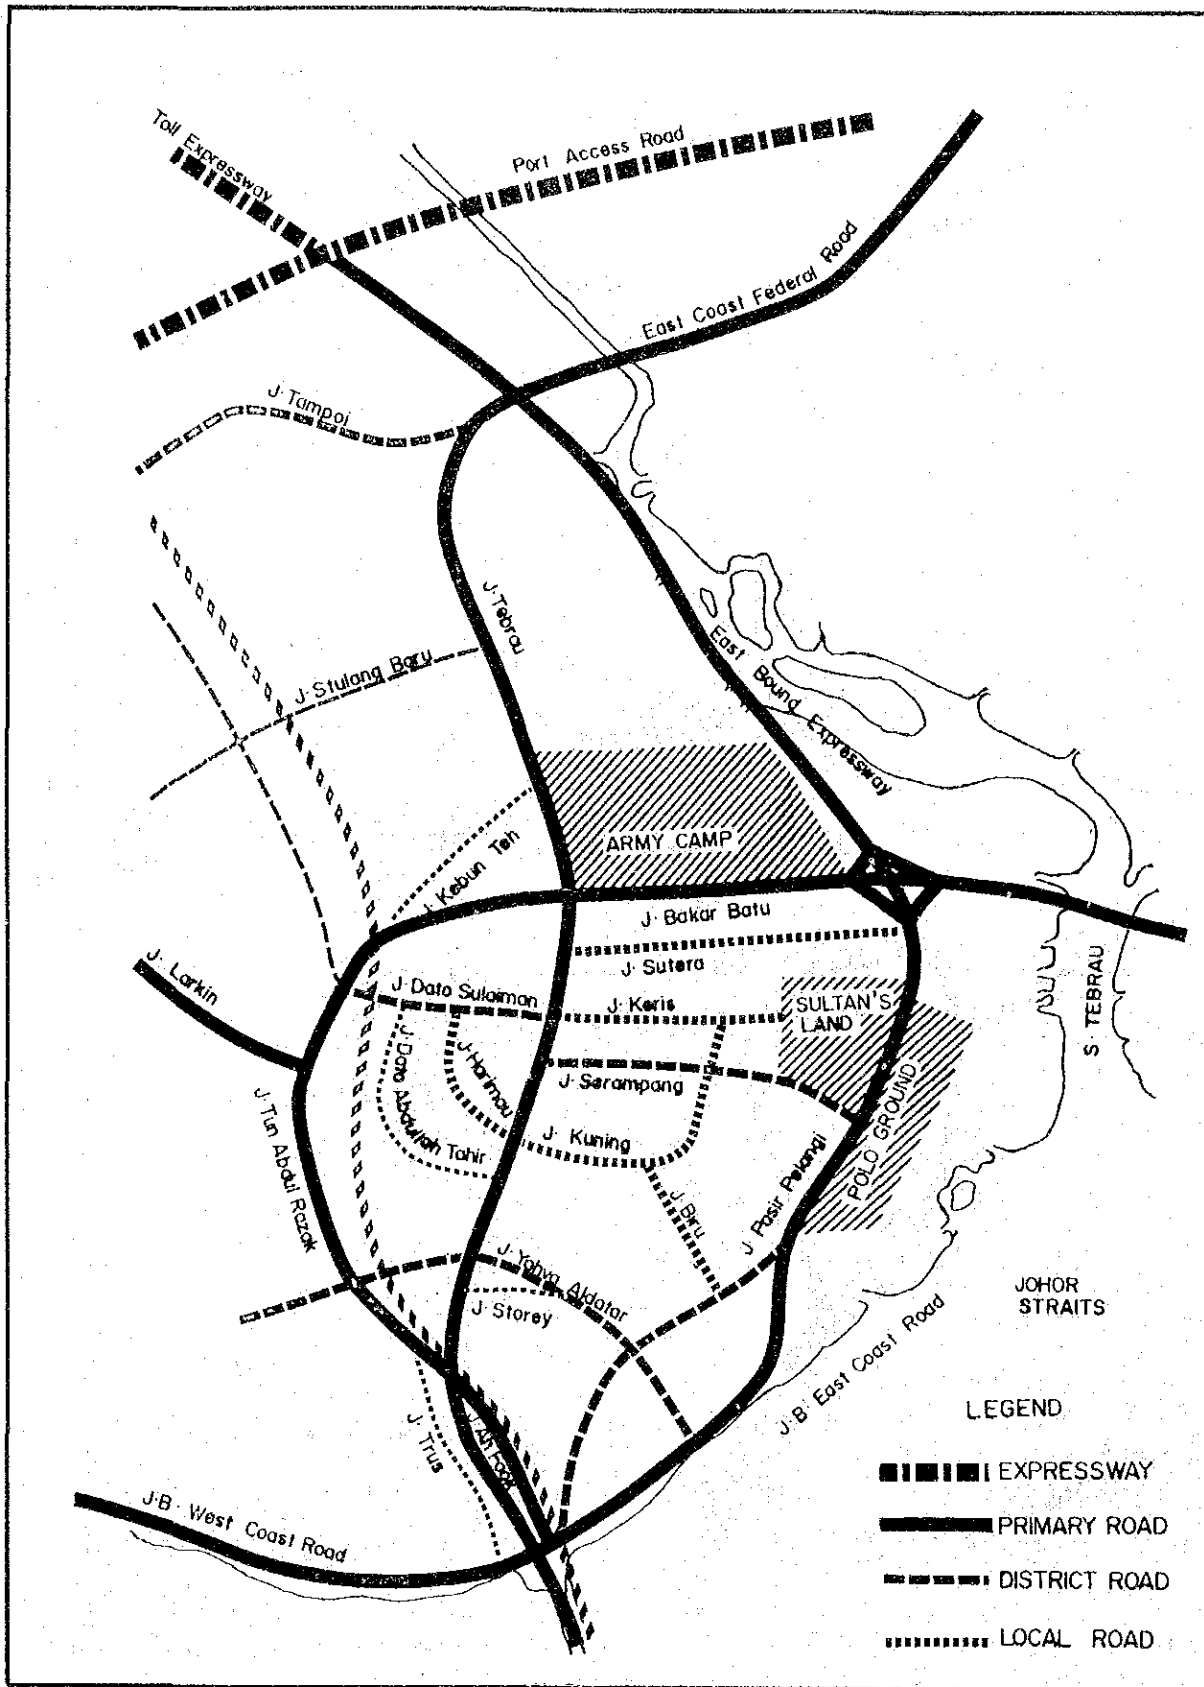 Toll Expressway
Port Access Road
East Coast Federal Road
J. Tampoi
J. Tebrau
J. Stulang Baru
East Bound Expressway
ARMY CAMP
J. Kebun Teh
J. Bakar Batu
J. Sutera
J. Larkin
J. Dato Sulaiman
J. Keris
SULTAN'S
LAND
S. TEBRAU
J. Harimau
J. Dato Abdullah Tahir
J. Sarampang
J. Kuning
POLO GROUND
J. Tun Abdul Razak
J. Pasir Pelangi
J. Biru
J. Yahya Aldatar
J. Storey
JOHOR
STRAITS
J.B. East Coast Road
J. Trus
J. Ah Fook
J.B. West Coast Road
LEGEND
EXPRESSWAY
PRIMARY ROAD
DISTRICT ROAD
LOCAL ROAD